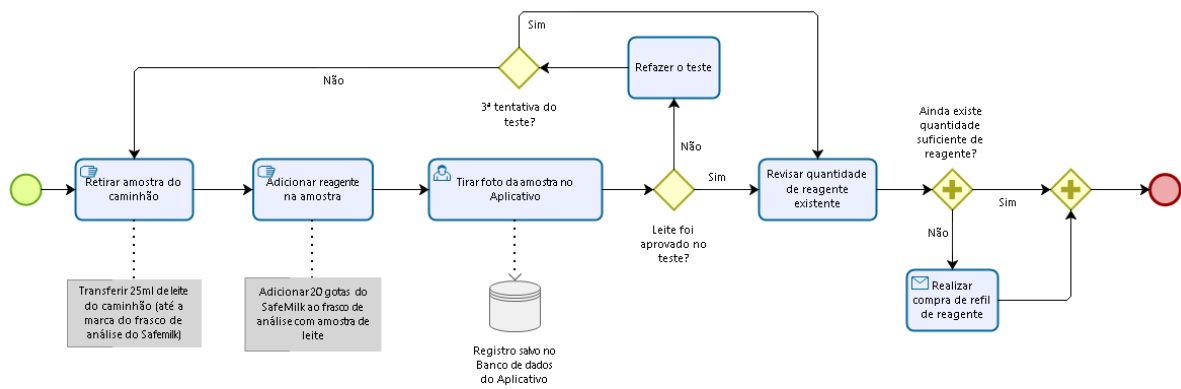 Sim
Não
3ª tentativa do
teste?
Refazer o teste
Não
Ainda existe
quantidade
suficiente de
reagente?
Retirar amostra do
caminhão
Adicionar reagente
na amostra
Tirar foto da amostra no
Aplicativo
Sim
Leite foi
aprovado no
teste?
Revisar quantidade
de reagente
existente
Sim
Não
Realizar
compra de refil
de reagente
Transferir 25ml de leite
do caminhão (até a
marca do frasco de
análise do Safemilk)
Adicionar 20 gotas do
SafeMilk ao frasco de
análise com amostra de
leite
Registro salvo no
Banco de dados
do Aplicativo